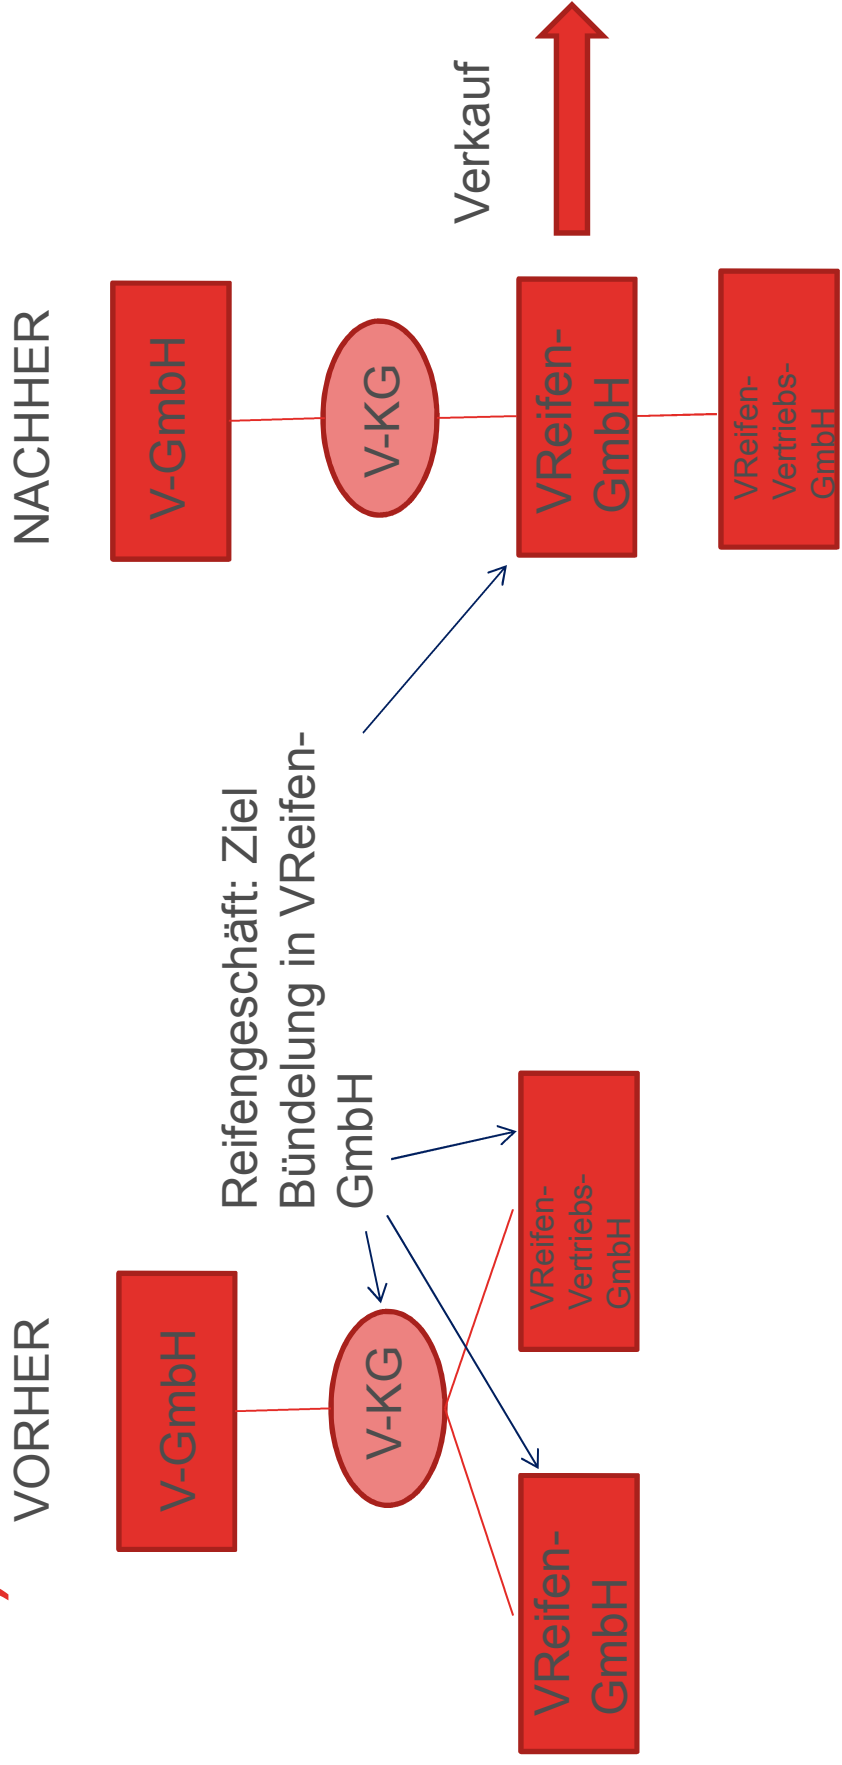 VORHER
NACHHER
V-GmbH
V-KG
VReifen-
GmbH
VReifen-
Vertriebs-
GmbH
Reifengeschäft: Ziel
Bündelung in VReifen-
GmbH
V-GmbH
V-KG
VReifen-
GmbH
VReifen-
Vertriebs-
GmbH
Verkauf